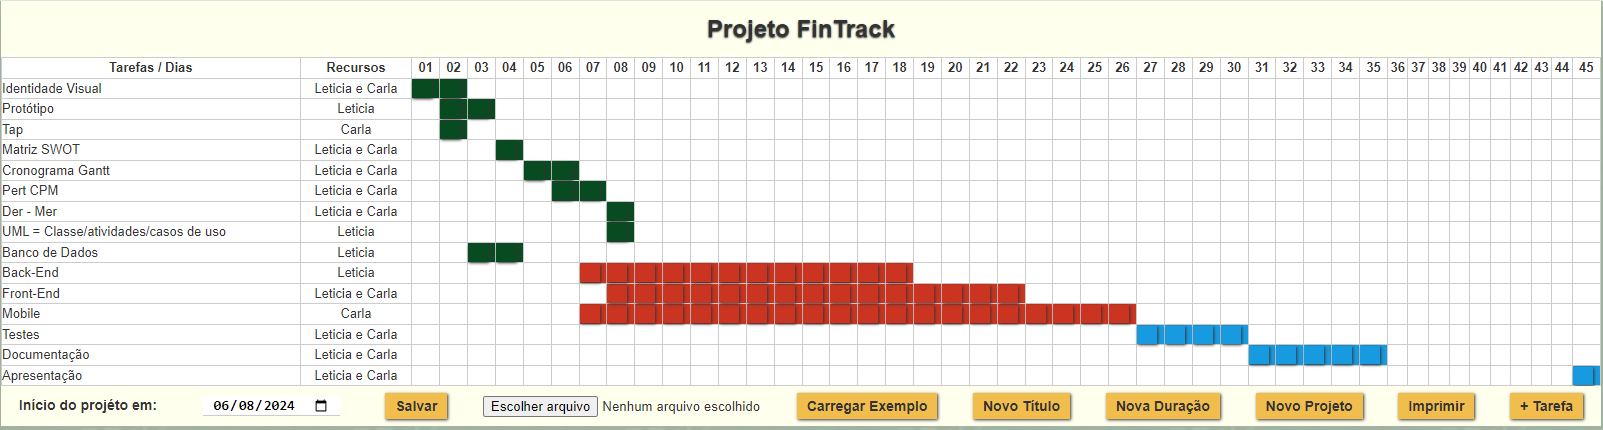 Projeto FinTrack
Tarefas / Dias Recursos 01 02 03 04 05 06 07 08 09 10 11 12 13 14 15 16 17 18 19 20 21 22 23 24 25 26 27 28 29 30 31 32 33 34 35 36 37 38 39 40 41 42 43 44 45
Identidade Visual Leticia e Carla
Protótipo Leticia
Tap Carla
Matriz SWOT Leticia e Carla
Cronograma Gantt Leticia e Carla
Pert CPM Leticia e Carla
Der - Mer Leticia e Carla
UML = Classe/atividades/casos de uso Leticia
Banco de Dados Leticia
Back-End Leticia
Front-End Leticia e Carla
Mobile Carla
Testes Leticia e Carla
Documentação Leticia e Carla
Apresentação Leticia e Carla
Início do projéto em: 06/08/2024 Salvar Escolher arquivo Nenhum arquivo escolhido Carregar Exemplo Novo Título Nova Duração Novo Projeto Imprimir + Tarefa